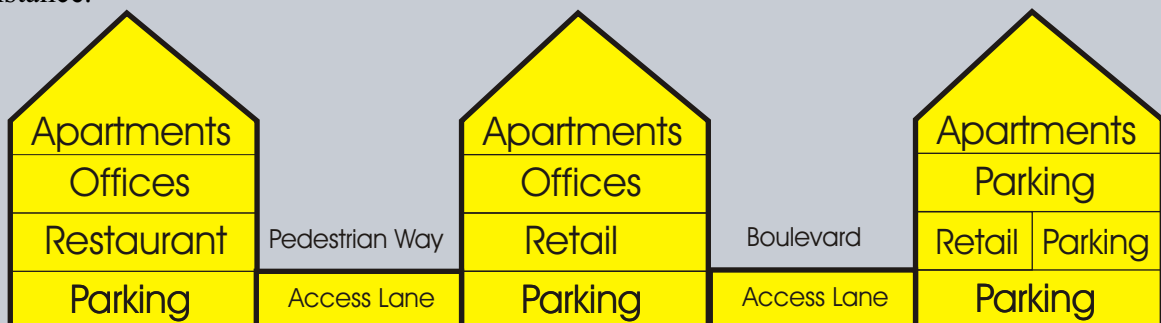 Apartments Apartments Apartments
Offices Offices Parking
Restaurant Pedestrian Way Retail Boulevard Retail Parking
Parking Access Lane Parking Access Lane Parking